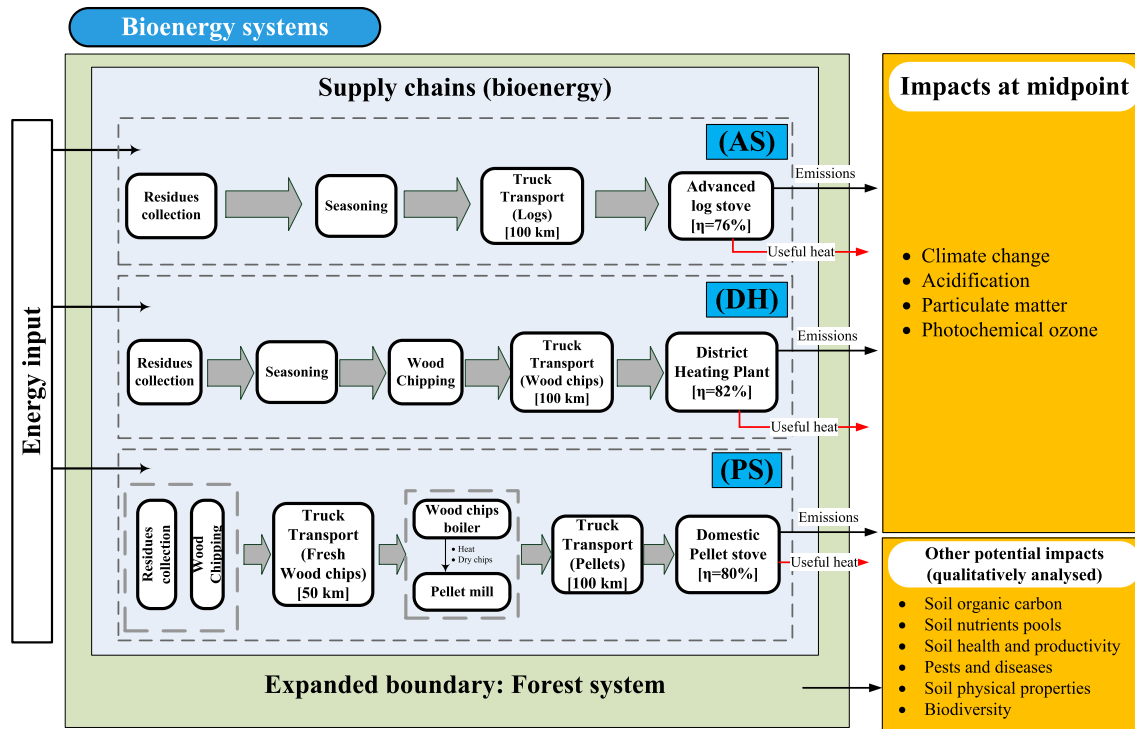 Bioenergy systems
Supply chains (bioenergy)
Energy input
(AS)
Residues
collection
Seasoning
Truck
Transport
(Logs)
[100 km]
Advanced
log stove
[η=76%]
Emissions
Useful heat
(DH)
Residues
collection
Seasoning
Wood
Chipping
Truck
Transport
(Wood chips)
[100 km]
District
Heating Plant
[η=82%]
Emissions
Useful heat
(PS)
Residues
collection
Wood
Chipping
Truck
Transport
(Fresh
Wood chips)
[50 km]
Wood chips
boiler
• Heat
• Dry chips
Pellet mill
Truck
Transport
(Pellets)
[100 km]
Domestic
Pellet stove
[η=80%]
Emissions
Useful heat
Expanded boundary: Forest system
Impacts at midpoint
• Climate change
• Acidification
• Particulate matter
• Photochemical ozone
Other potential impacts
(qualitatively analysed)
• Soil organic carbon
• Soil nutrients pools
• Soil health and productivity
• Pests and diseases
• Soil physical properties
• Biodiversity